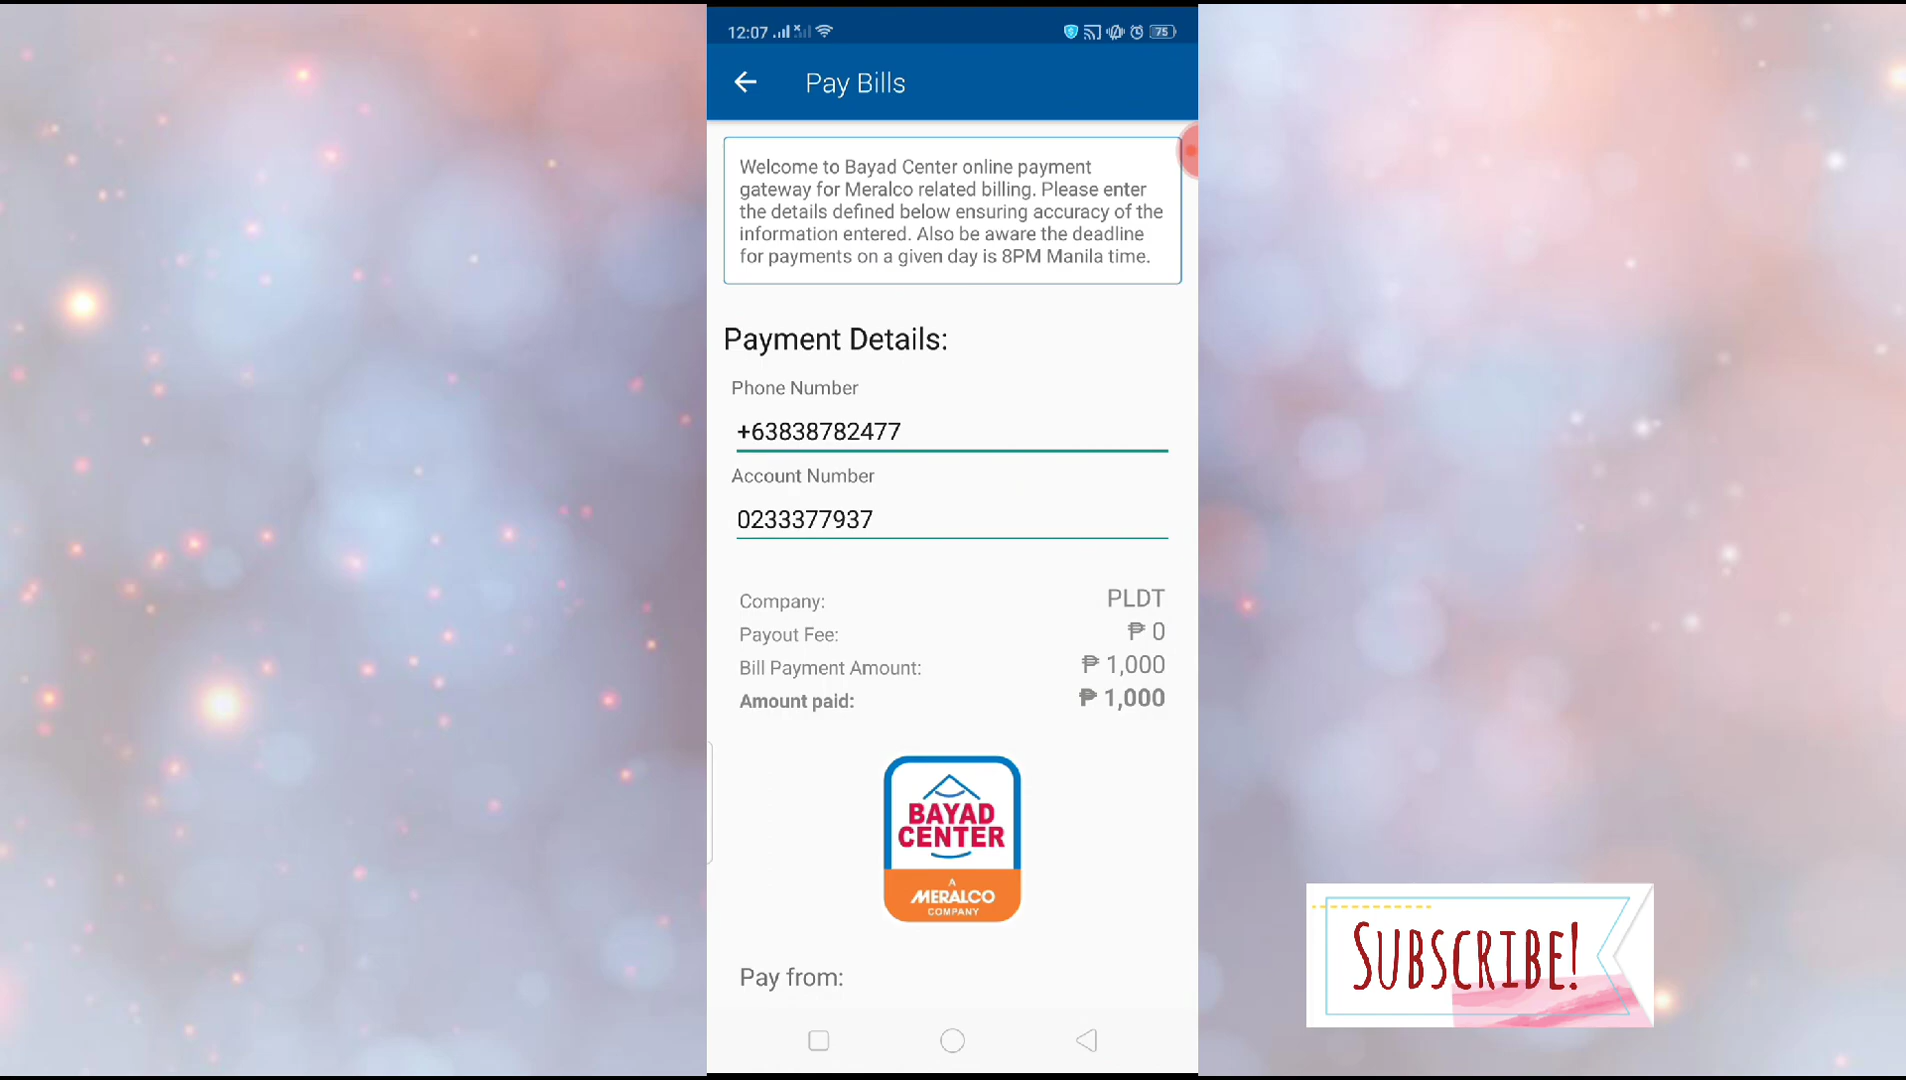 12:07
75
Pay Bills
Welcome to Bayad Center online payment
gateway for Meralco related billing. Please enter
the details defined below ensuring accuracy of the
information entered. Also be aware the deadline
for payments on a given day is 8PM Manila time.
Payment Details:
Phone Number
+63838782477
Account Number
0233377937
Company: PLDT
Payout Fee: ₱ 0
Bill Payment Amount: ₱ 1,000
Amount paid: ₱ 1,000
BAYAD
CENTER
A
MERALCO
COMPANY
SUBSCRIBE!
Pay from: